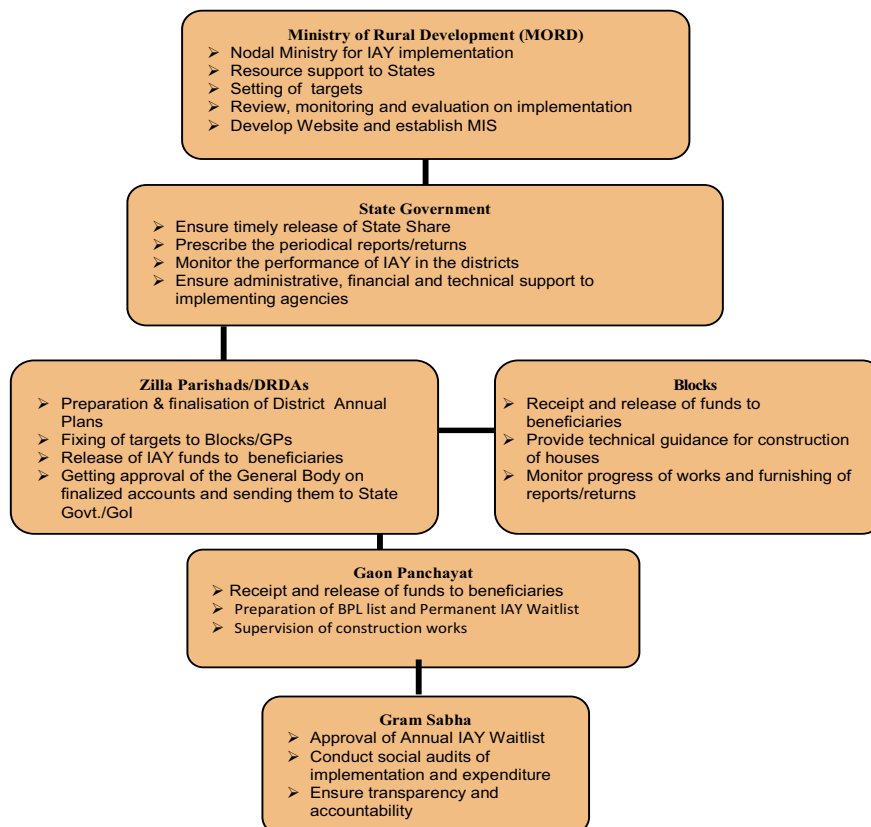 Ministry of Rural Development (MORD)
➢ Nodal Ministry for IAY implementation
➢ Resource support to States
➢ Setting of targets
➢ Review, monitoring and evaluation on implementation
➢ Develop Website and establish MIS
State Government
➢ Ensure timely release of State Share
➢ Prescribe the periodical reports/returns
➢ Monitor the performance of IAY in the districts
➢ Ensure administrative, financial and technical support to
implementing agencies
Zilla Parishads/DRDAs
➢ Preparation & finalisation of District Annual
Plans
➢ Fixing of targets to Blocks/GPs
➢ Release of IAY funds to beneficiaries
➢ Getting approval of the General Body on
finalized accounts and sending them to State
Govt./GoI
Blocks
➢ Receipt and release of funds to
beneficiaries
➢ Provide technical guidance for construction
of houses
➢ Monitor progress of works and furnishing of
reports/returns
Gaon Panchayat
➢ Receipt and release of funds to beneficiaries
➢ Preparation of BPL list and Permanent IAY Waitlist
➢ Supervision of construction works
Gram Sabha
➢ Approval of Annual IAY Waitlist
➢ Conduct social audits of
implementation and expenditure
➢ Ensure transparency and
accountability